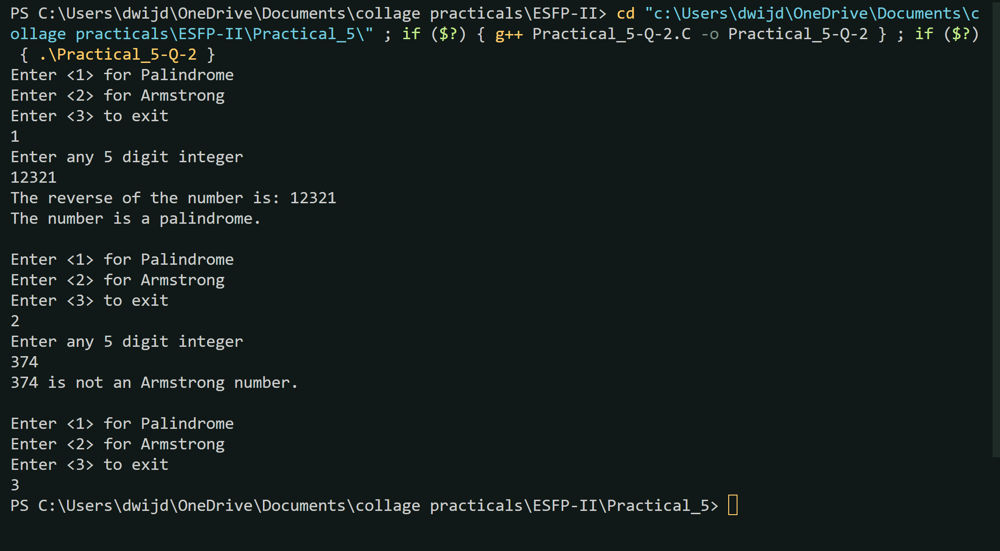 PS C:\Users\dwijd\OneDrive\Documents\collage practicals\ESFP-II> cd "c:\Users\dwijd\OneDrive\Documents\c
ollage practicals\ESFP-II\Practical_5\" ; if ($?) { g++ Practical_5-Q-2.C -o Practical_5-Q-2 } ; if ($?)
 { .\Practical_5-Q-2 }
Enter <1> for Palindrome
Enter <2> for Armstrong
Enter <3> to exit
1
Enter any 5 digit integer
12321
The reverse of the number is: 12321
The number is a palindrome.

Enter <1> for Palindrome
Enter <2> for Armstrong
Enter <3> to exit
2
Enter any 5 digit integer
374
374 is not an Armstrong number.

Enter <1> for Palindrome
Enter <2> for Armstrong
Enter <3> to exit
3
PS C:\Users\dwijd\OneDrive\Documents\collage practicals\ESFP-II\Practical_5>